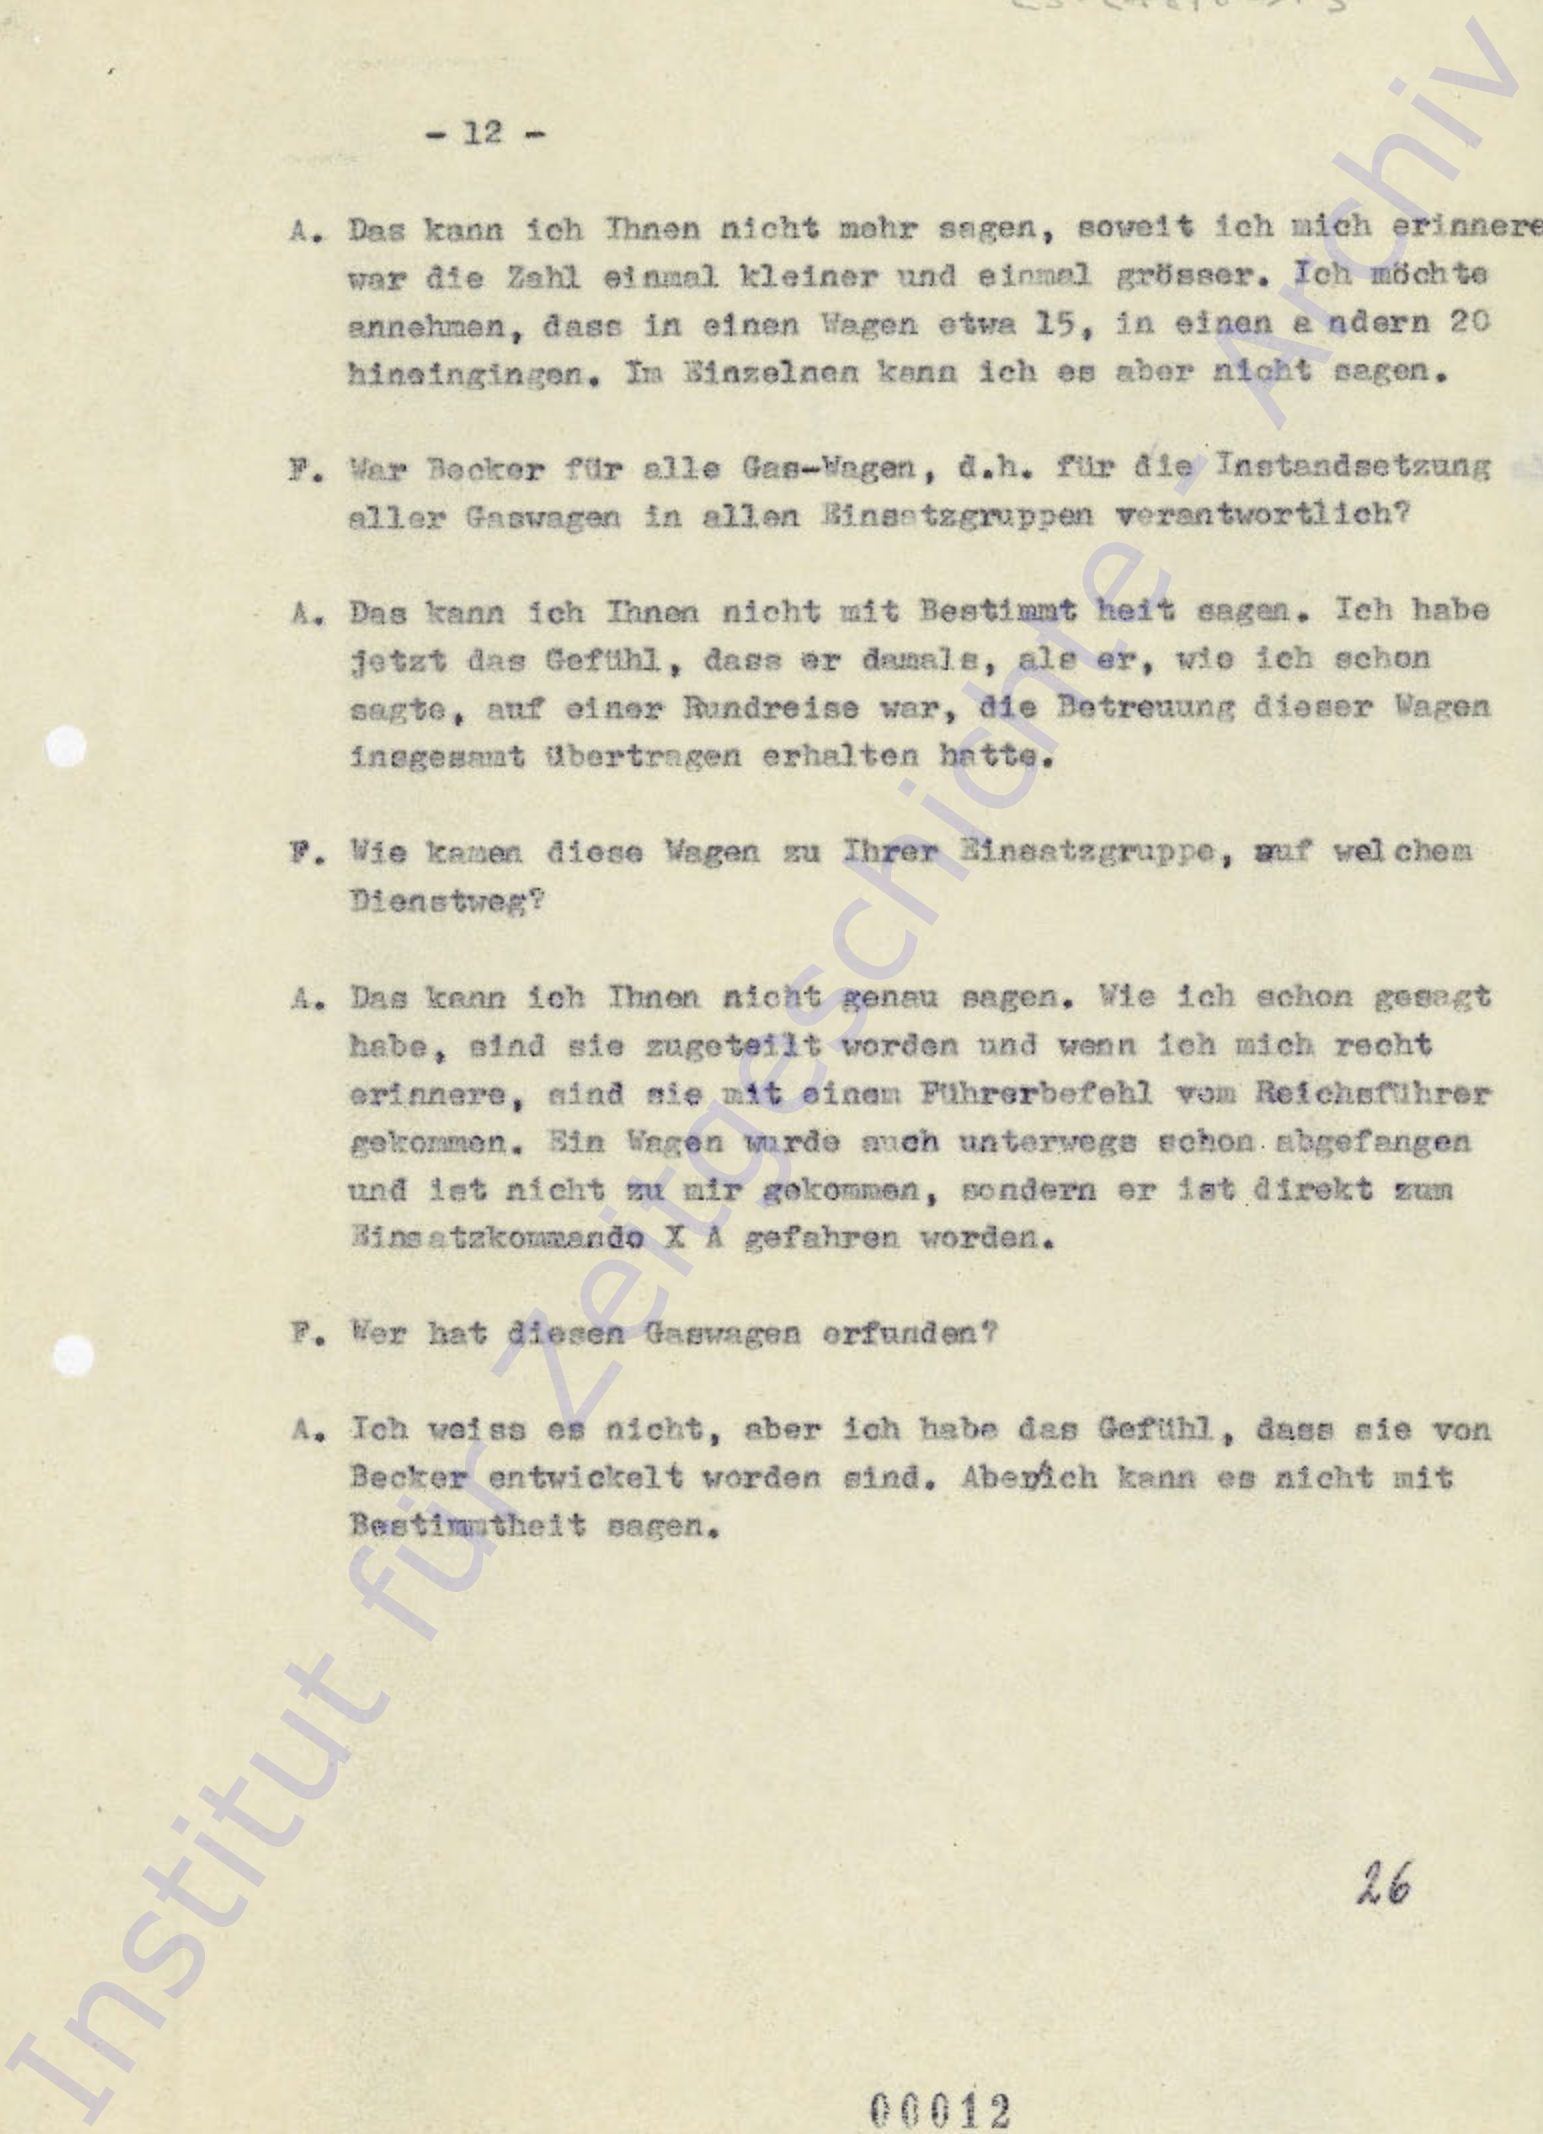 - 12 -
A. Das kann ich Ihnen nicht mehr sagen, soweit ich mich erinnere
war die Zahl einmal kleiner und einmal grösser. Ich möchte
annehmen, dass in einen Wagen etwa 15, in einen a ndern 20
hineingingen. Im Einzelnen kann ich es aber nicht sagen.
F. War Becker für alle Gas-Wagen, d.h. für die Instandsetzung
aller Gaswagen in allen Einsatzgruppen verantwortlich?
A. Das kann ich Ihnen nicht mit Bestimmt heit sagen. Ich habe
jetzt das Gefühl, dass er damals, als er, wie ich schon
sagte, auf einer Rundreise war, die Betreuung dieser Wagen
insgesamt übertragen erhalten hatte.
F. Wie kamen diese Wagen zu Ihrer Einsatzgruppe, auf wel chem
Dienstweg?
A. Das kann ich Ihnen nicht genau sagen. Wie ich schon gesagt
habe, sind sie zugeteilt worden und wenn ich mich recht
erinnere, sind sie mit einem Führerbefehl vom Reichsführer
gekommen. Ein Wagen wurde auch unterwegs schon abgefangen
und ist nicht zu mir gekommen, sondern er ist direkt zum
Einsatzkommando X A gefahren worden.
F. Wer hat diesen Gaswagen erfunden?
A. Ich weiss es nicht, aber ich habe das Gefühl, dass sie von
Becker entwickelt worden sind. Aber ich kann es nicht mit
Bestimmtheit sagen.
26
00012
Institut für Zeitgeschichte - Archiv